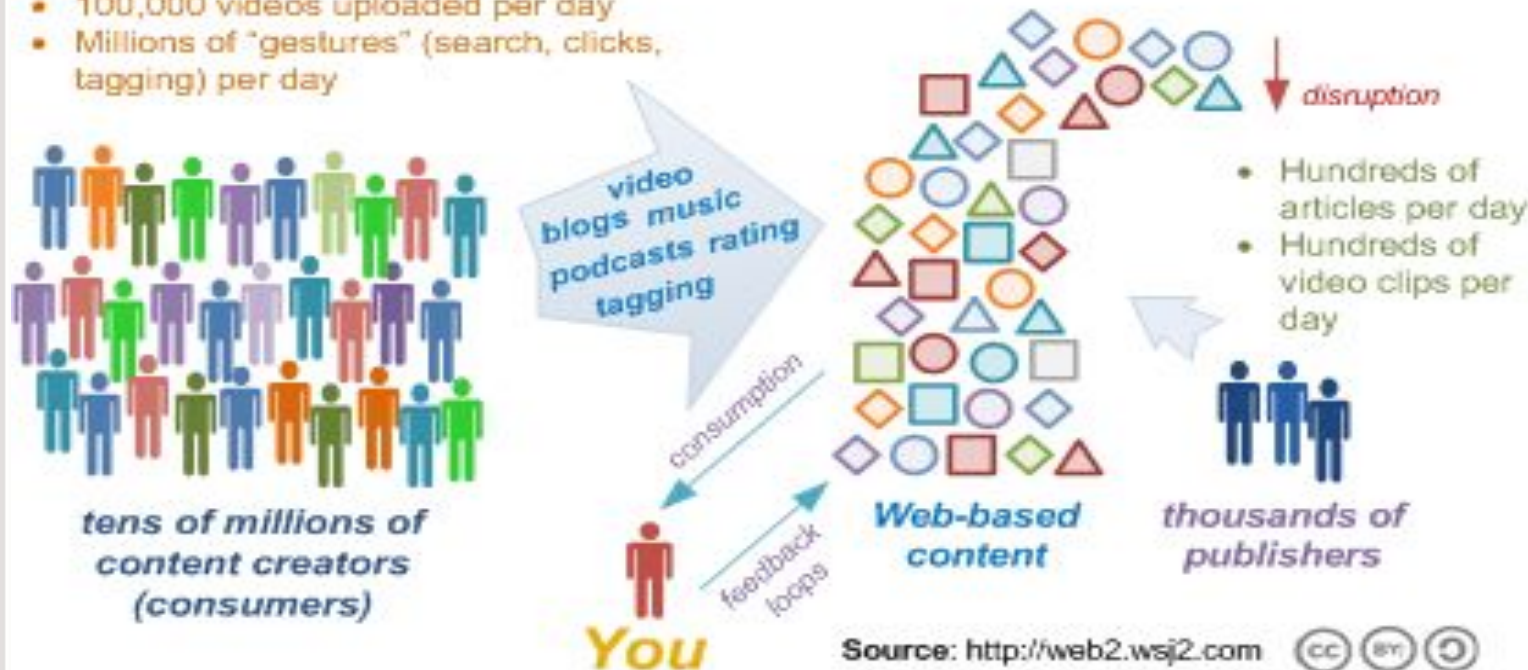 • 100,000 videos uploaded per day
• Millions of "gestures" (search, clicks,
tagging) per day
disruption
video
blogs music
podcasts rating
tagging
• Hundreds of
articles per day
• Hundreds of
video clips per
day
consumption
feedback
loops
tens of millions of
content creators
(consumers)
You
Web-based
content
thousands of
publishers
Source: http://web2.wsj2.com
CC BY: